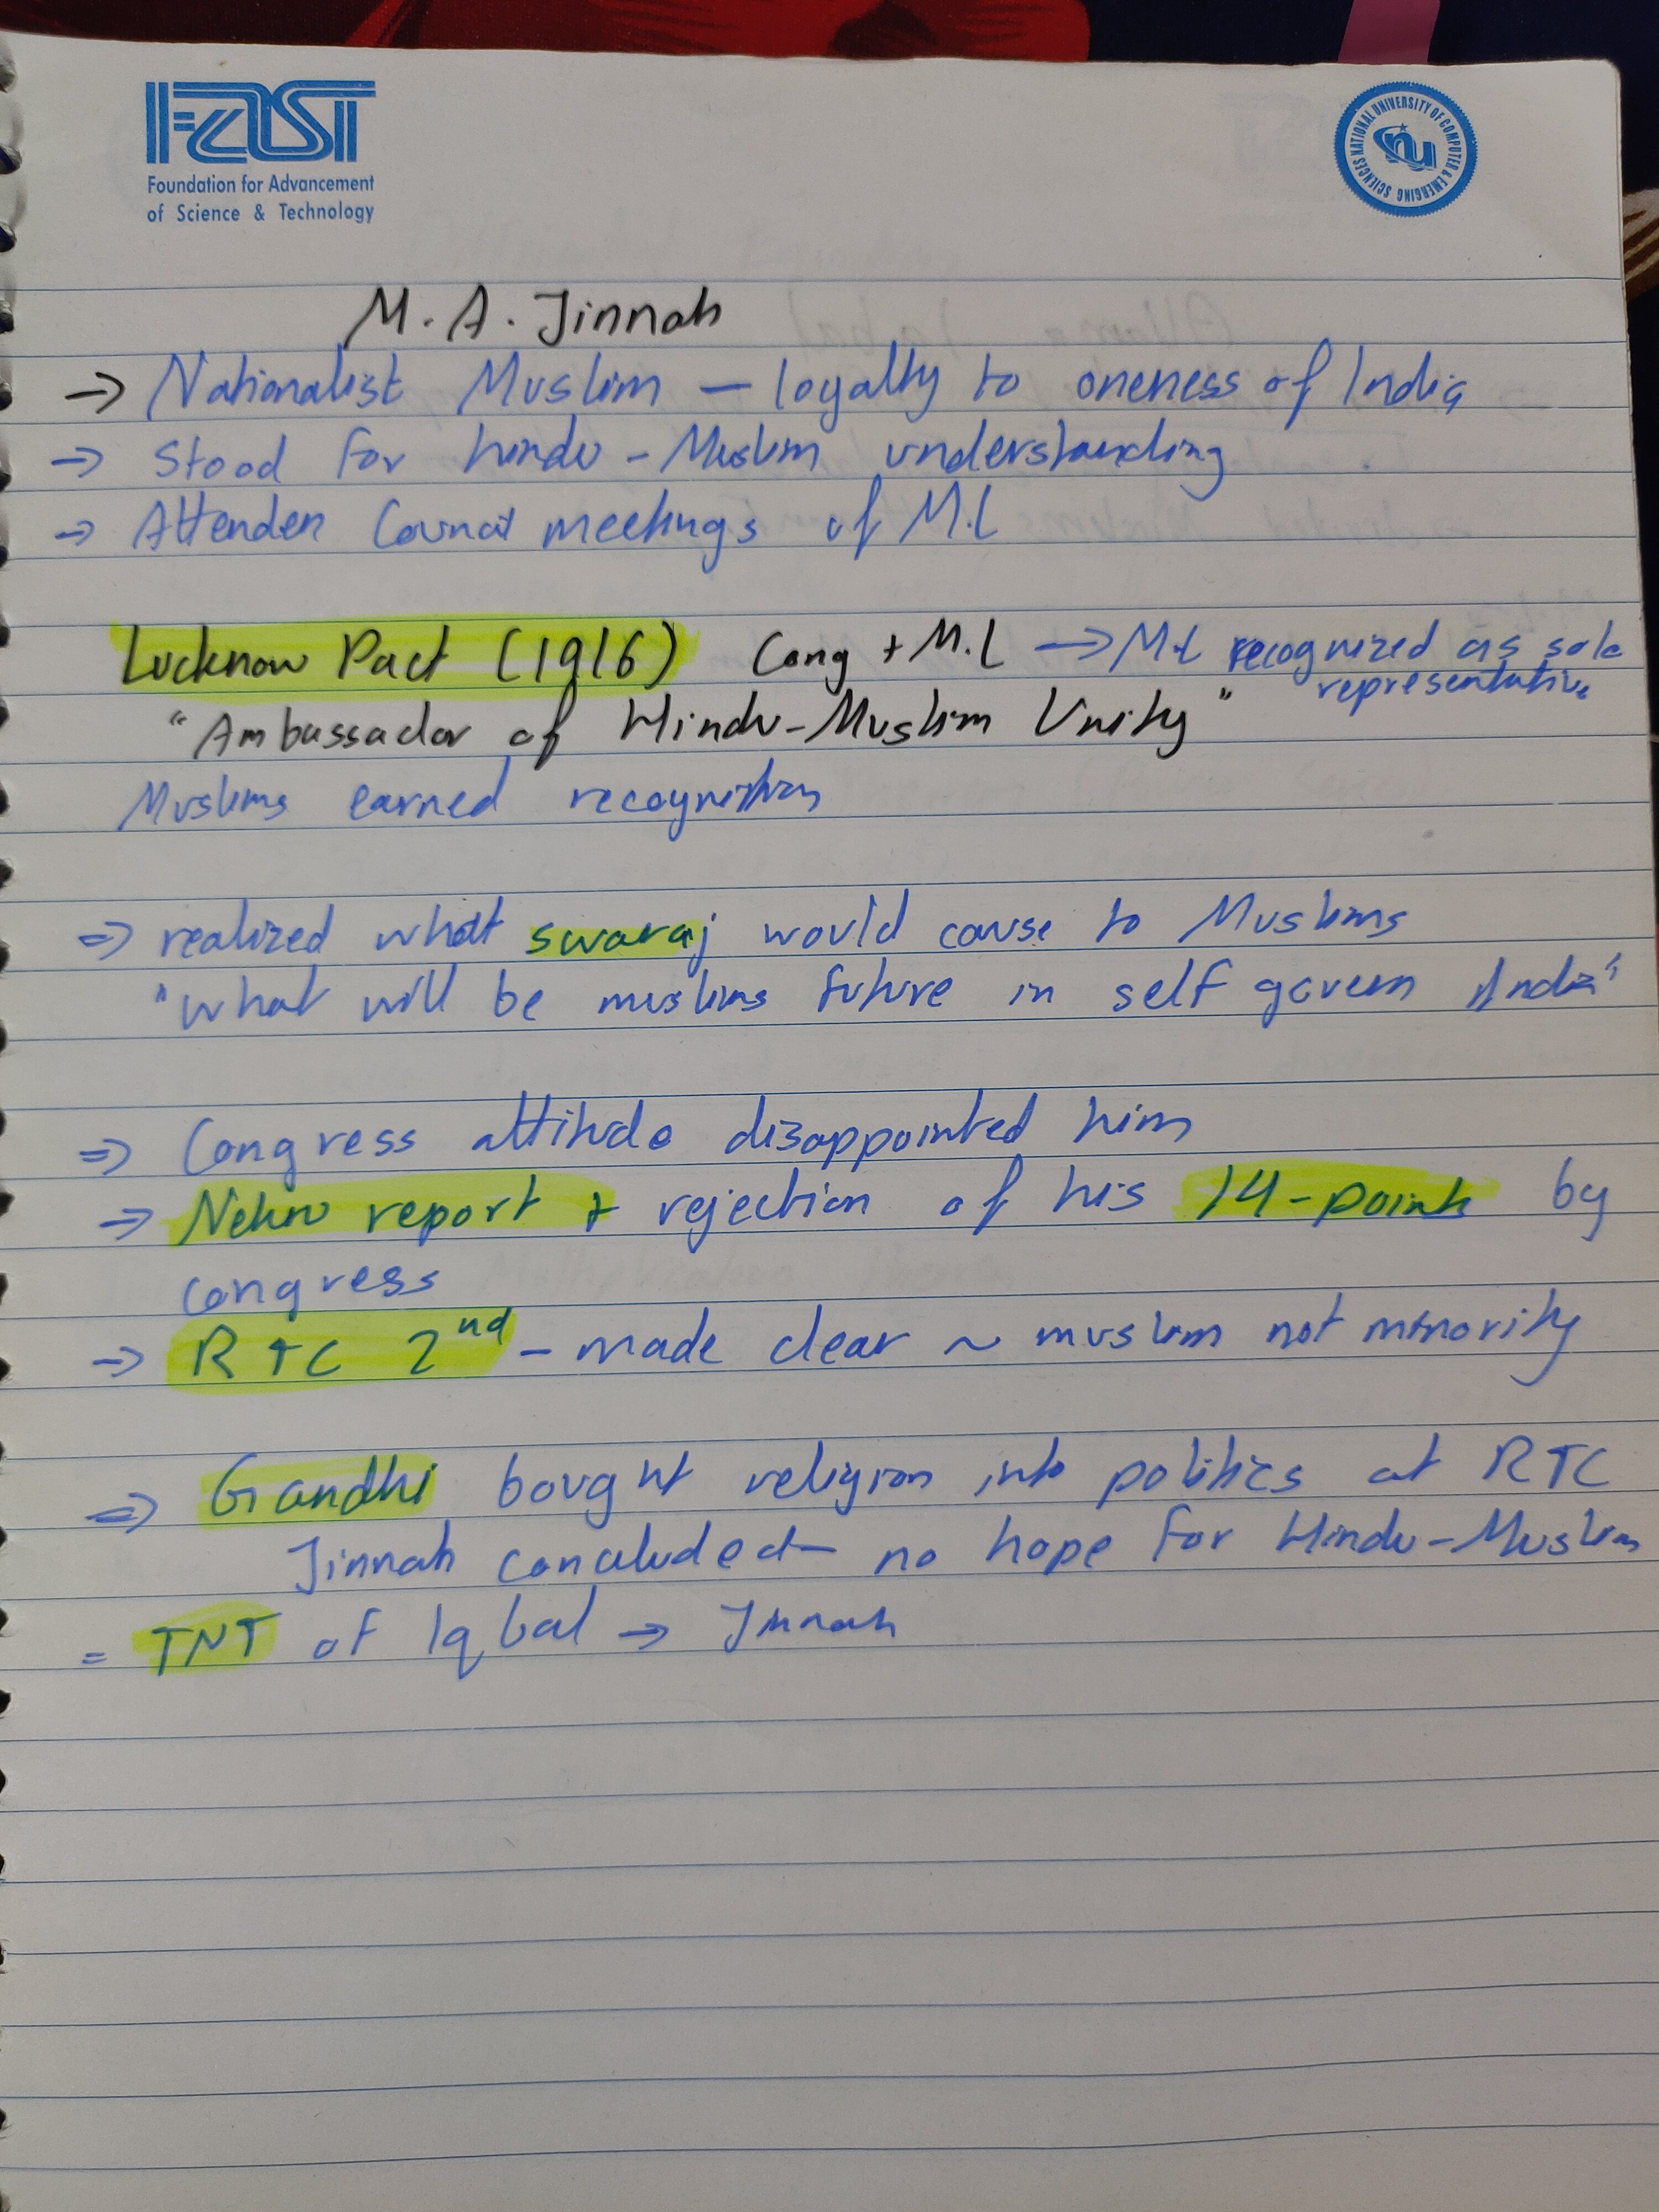 FAST
Foundation for Advancement
of Science & Technology
NATIONAL UNIVERSITY OF COMPUTER & EMERGING SCIENCES
nu
M. A. Jinnah
→ Nationalist Muslim — loyalty to oneness of India
→ Stood for hindu - Muslim understanding
→ Attended Council meetings of M.L
Lucknow Pact (1916) Cong + M.L → M.L recognized as sole
representative
"Ambassador of Hindu-Muslim Unity"
Muslims earned recognition
⇒ realized what swaraj would cause to Muslims
"What will be muslims future in self govern India"
⇒ Congress attitude disappointed him
⇒ Nehru report + rejection of his 14-points by
congress
⇒ RTC 2nd - made clear ~ muslim not minority
⇒ Gandhi bought religion into politics at RTC
Jinnah concluded — no hope for Hindu-Muslim
= TNT of Iqbal → Jinnah